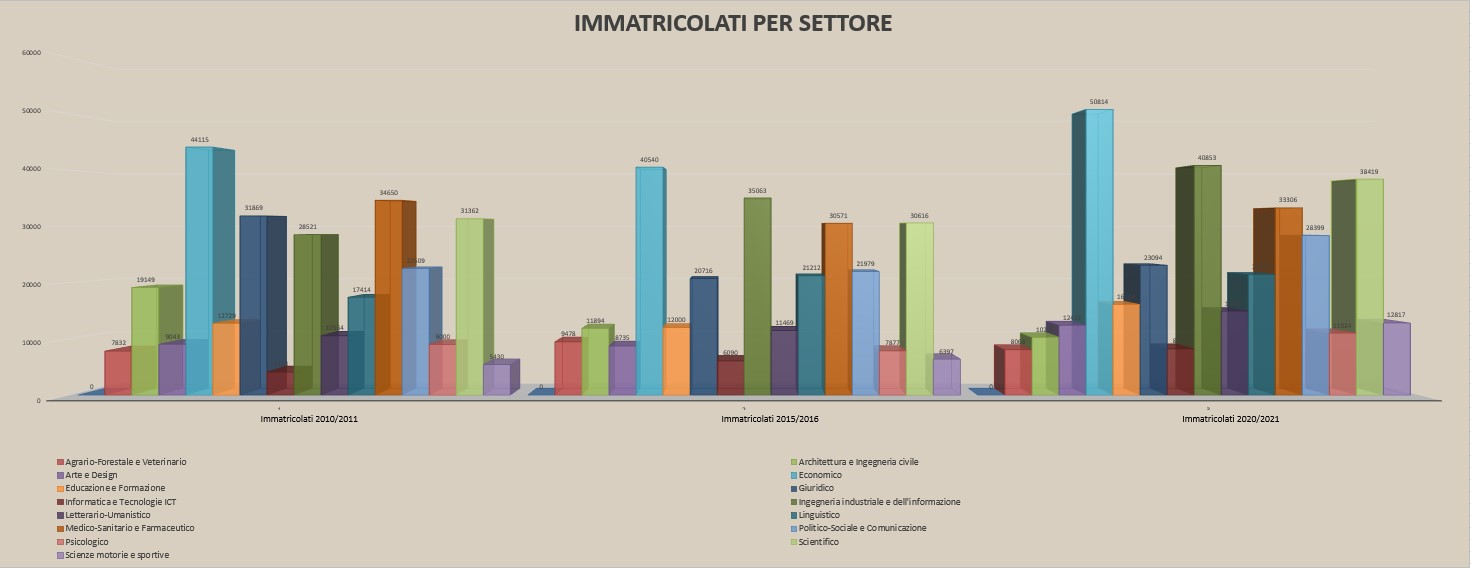 IMMATRICOLATI PER SETTORE
60000
50000
40000
30000
20000
10000
0
0 7832 19149 9043 44115 12729 31869 28521 17414 34650 31362 5430
0 9478 11894 8735 40540 12000 20716 6090 35063 11469 21212 30571 21979 7877 30616 6397
0 50814 23094 40853 33306 28399 38419 12817
Immatricolati 2010/2011
Immatricolati 2015/2016
Immatricolati 2020/2021
Agrario-Forestale e Veterinario
Architettura e Ingegneria civile
Arte e Design
Economico
Educazione e Formazione
Giuridico
Informatica e Tecnologie ICT
Ingegneria industriale e dell'informazione
Letterario-Umanistico
Linguistico
Medico-Sanitario e Farmaceutico
Politico-Sociale e Comunicazione
Psicologico
Scientifico
Scienze motorie e sportive